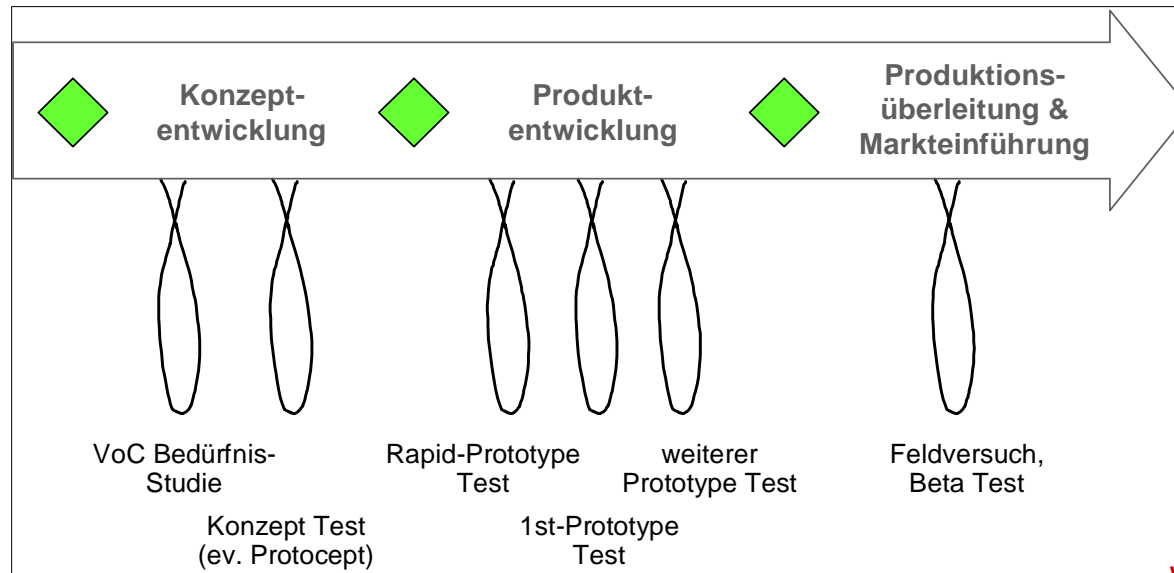 Konzept-
entwicklung
Produkt-
entwicklung
Produktions-
überleitung &
Markteinführung
VoC Bedürfnis-
Studie
Konzept Test
(ev. Protocept)
Rapid-Prototype
Test
1st-Prototype
Test
weiterer
Prototype Test
Feldversuch,
Beta Test